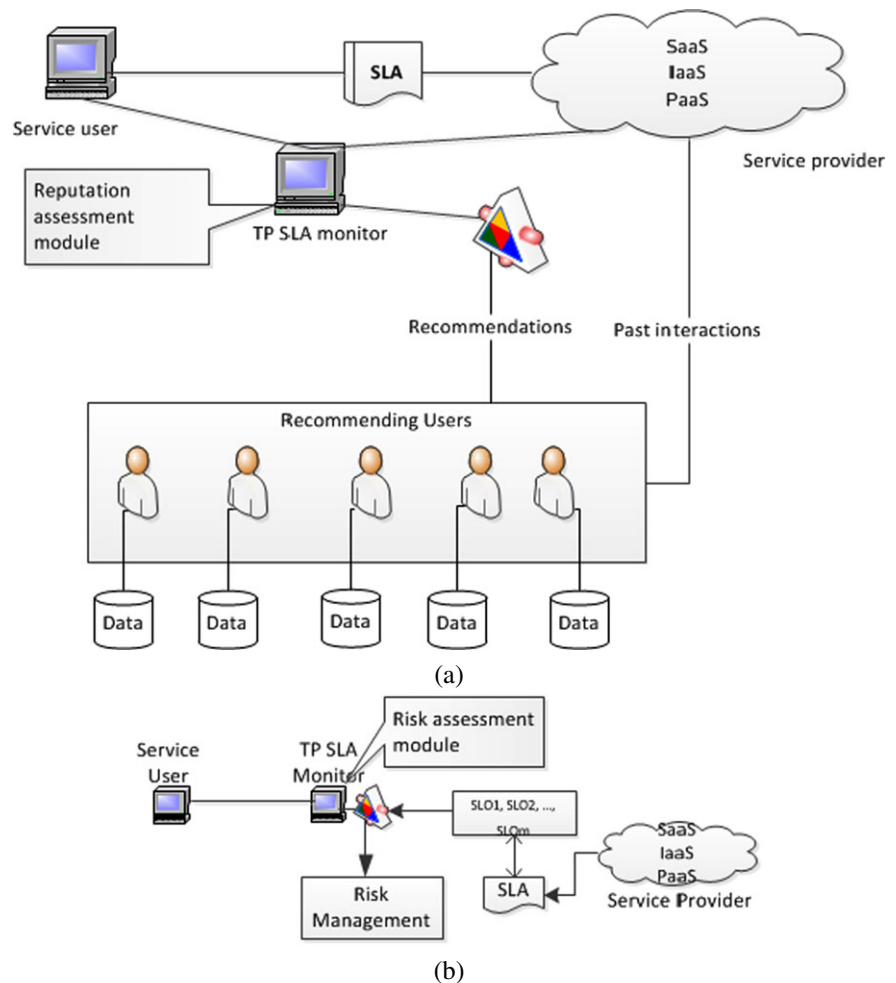 SaaS
IaaS
PaaS
SLA
Service user
Service provider
Reputation
assessment
module
TP SLA monitor
Recommendations
Past interactions
Recommending Users
Data
Data
Data
Data
Data
(a)
Risk assessment
module
Service
User
TP SLA
Monitor
SLO1, SLO2, ...,
SLOm
SaaS
IaaS
PaaS
SLA
Service Provider
Risk
Management
(b)